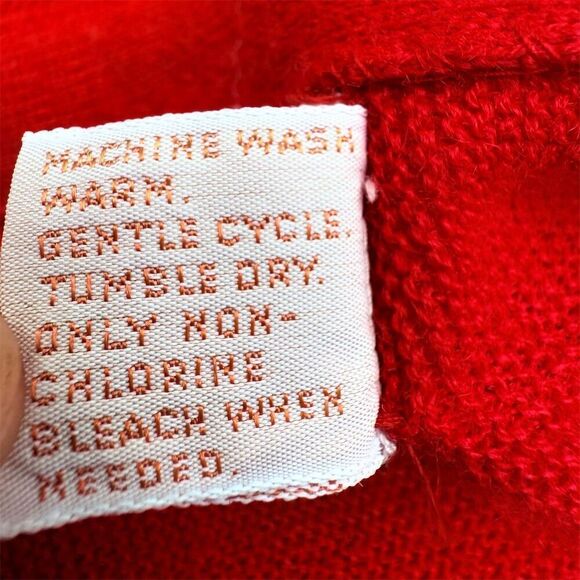 MACHINE WASH
WARM.
GENTLE CYCLE.
TUMBLE DRY.
ONLY NON-
CHLORINE
BLEACH WHEN
NEEDED.